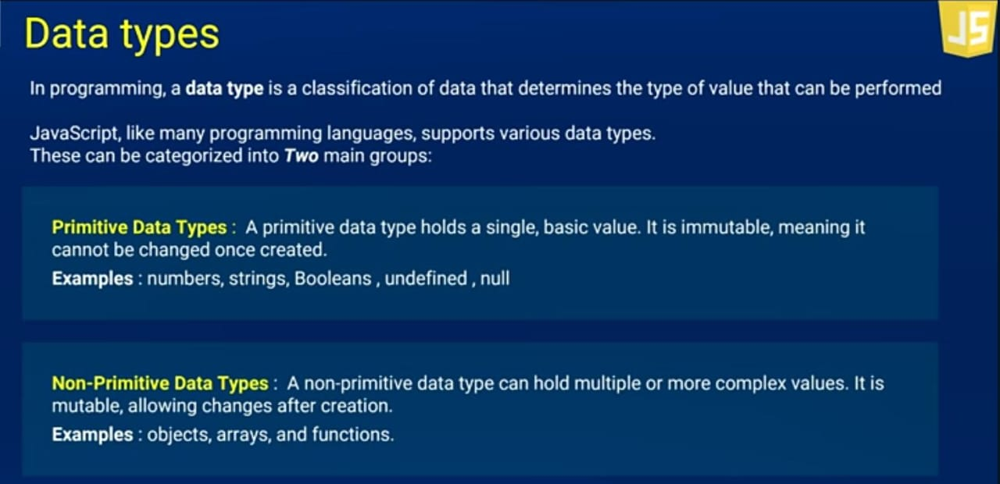 Data types
JS
In programming, a data type is a classification of data that determines the type of value that can be performed
JavaScript, like many programming languages, supports various data types.
These can be categorized into Two main groups:
Primitive Data Types : A primitive data type holds a single, basic value. It is immutable, meaning it
cannot be changed once created.
Examples : numbers, strings, Booleans , undefined , null
Non-Primitive Data Types : A non-primitive data type can hold multiple or more complex values. It is
mutable, allowing changes after creation.
Examples : objects, arrays, and functions.